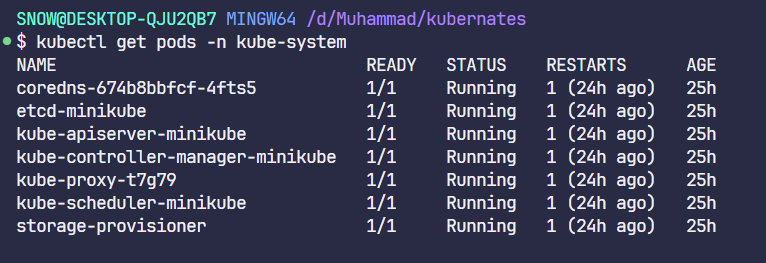 SNOW@DESKTOP-QJU2QB7 MINGW64 /d/Muhammad/kubernates
$ kubectl get pods -n kube-system
NAME READY STATUS RESTARTS AGE
coredns-674b8bbfcf-4fts5 1/1 Running 1 (24h ago) 25h
etcd-minikube 1/1 Running 1 (24h ago) 25h
kube-apiserver-minikube 1/1 Running 1 (24h ago) 25h
kube-controller-manager-minikube 1/1 Running 1 (24h ago) 25h
kube-proxy-t7g79 1/1 Running 1 (24h ago) 25h
kube-scheduler-minikube 1/1 Running 1 (24h ago) 25h
storage-provisioner 1/1 Running 1 (24h ago) 25h